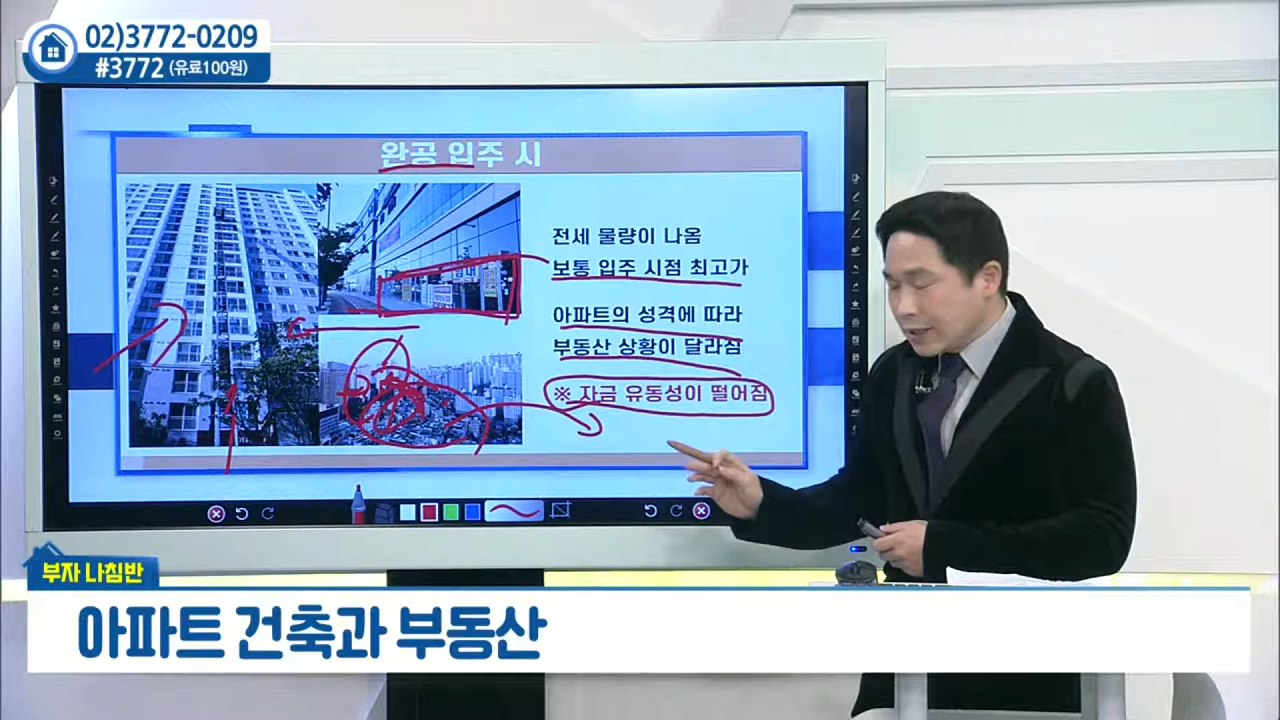 02)3772-0209
#3772 (유료100원)
완공 입주 시
전세 물량이 나옴
보통 입주 시점 최고가
아파트의 성격에 따라
부동산 상황이 달라짐
※ 자금 유동성이 떨어짐
부자 나침반
아파트 건축과 부동산